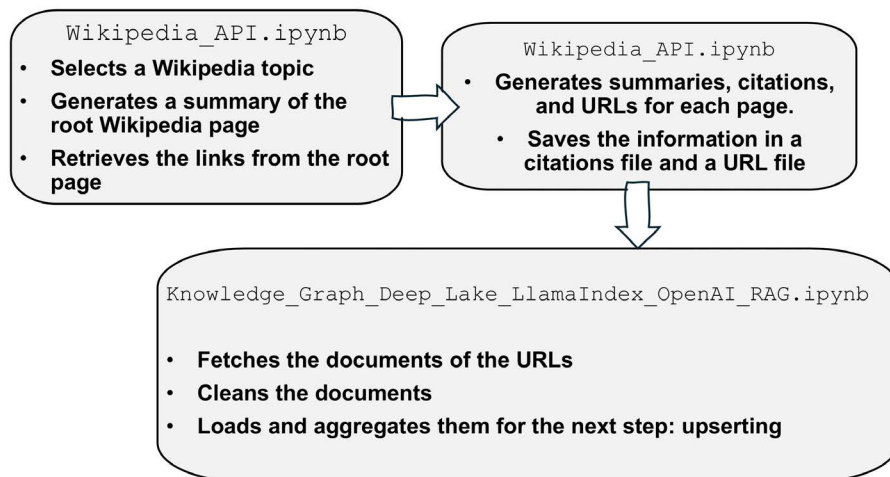 Wikipedia_API.ipynb
• Selects a Wikipedia topic
• Generates a summary of the
root Wikipedia page
• Retrieves the links from the root
page
Wikipedia_API.ipynb
• Generates summaries, citations,
and URLs for each page.
• Saves the information in a
citations file and a URL file
Knowledge_Graph_Deep_Lake_LlamaIndex_OpenAI_RAG.ipynb
• Fetches the documents of the URLs
• Cleans the documents
• Loads and aggregates them for the next step: upserting